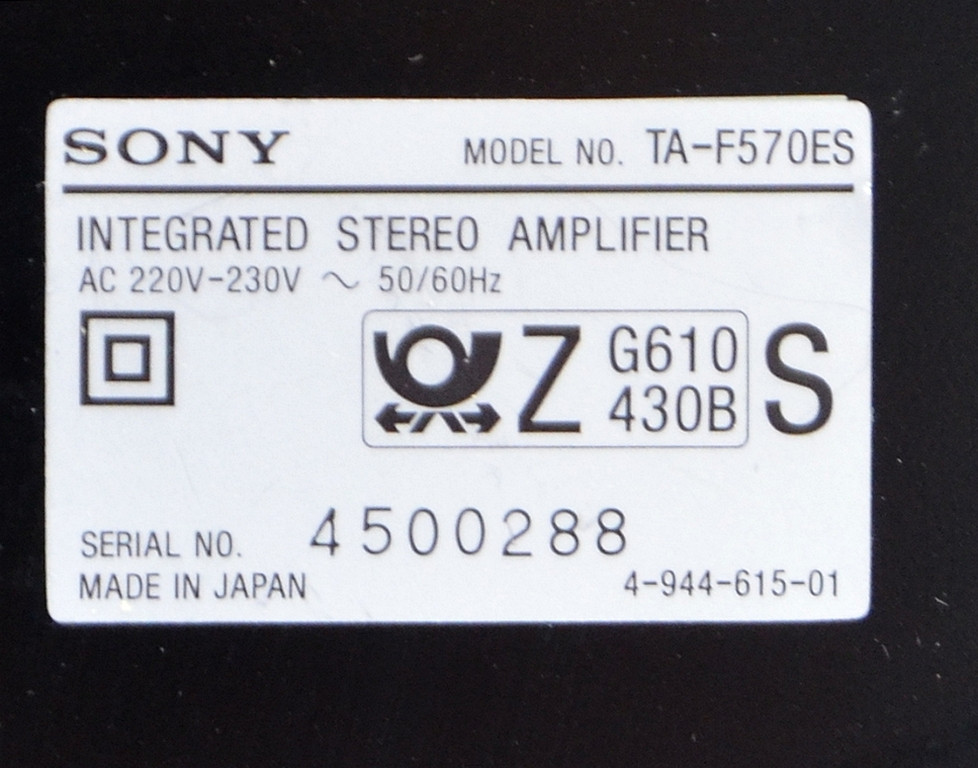 SONY MODEL NO. TA-F570ES
INTEGRATED STEREO AMPLIFIER
AC 220V-230V ~ 50/60Hz
Z G610 S
430B
SERIAL NO. 4500288
MADE IN JAPAN 4-944-615-01